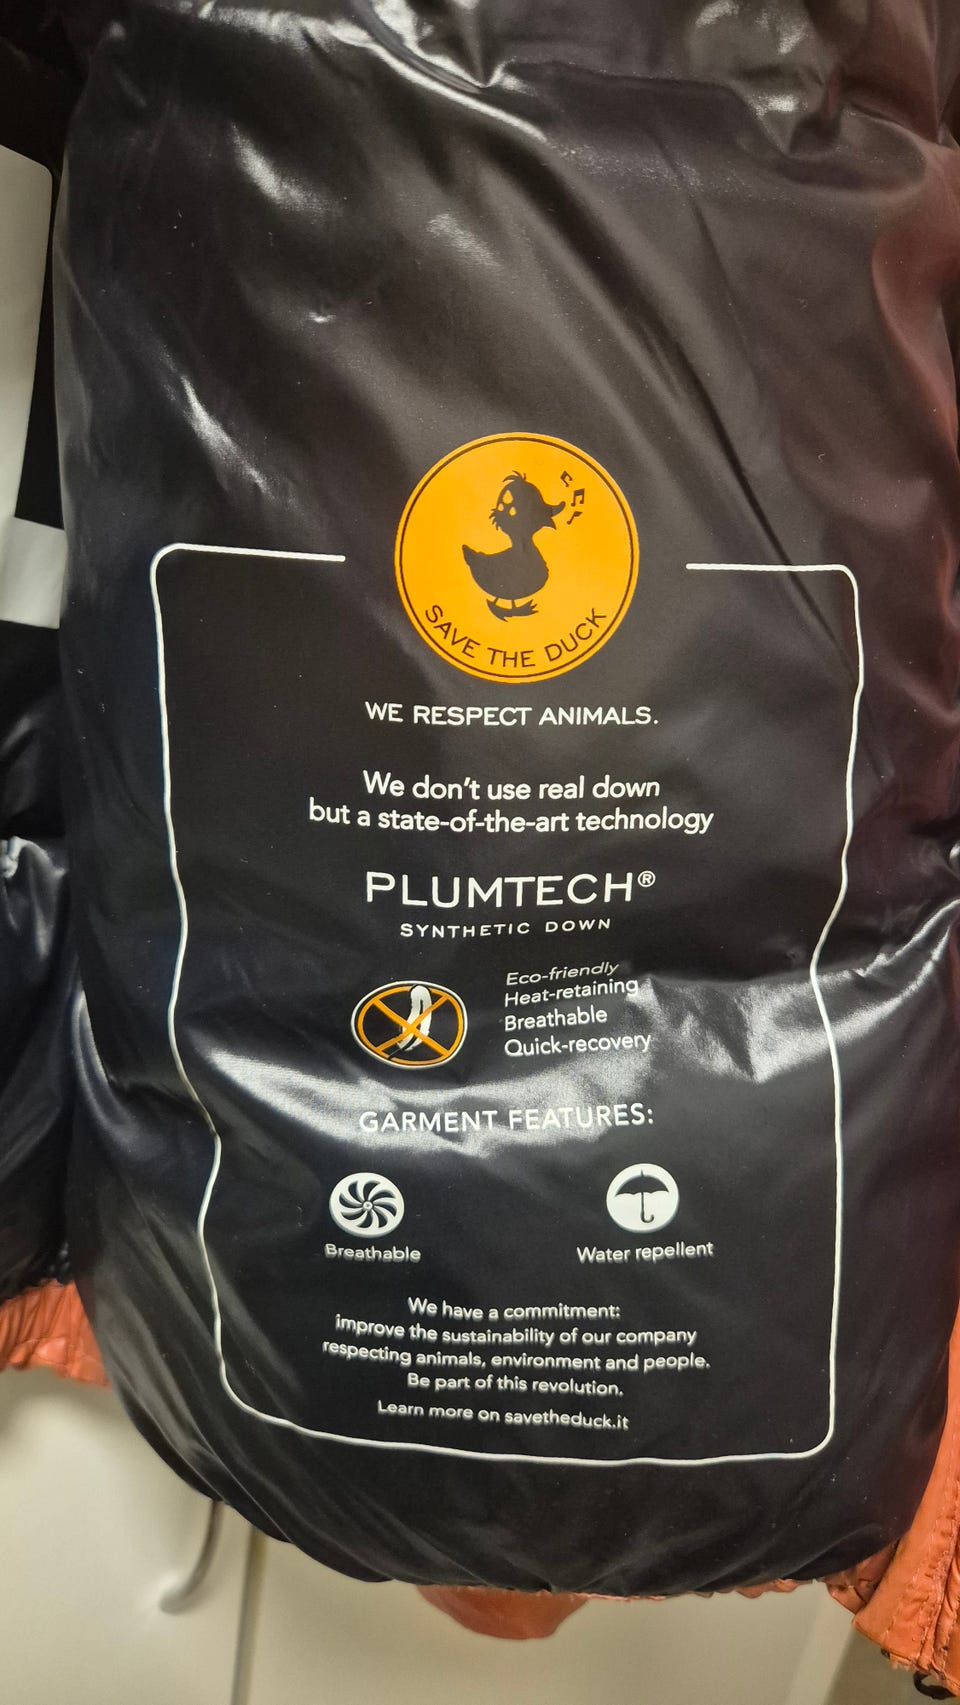 SAVE THE DUCK
WE RESPECT ANIMALS.
We don't use real down
but a state-of-the-art technology
PLUMTECH®
SYNTHETIC DOWN
Eco-friendly
Heat-retaining
Breathable
Quick-recovery
GARMENT FEATURES:
Breathable
Water repellent
We have a commitment:
improve the sustainability of our company
respecting animals, environment and people.
Be part of this revolution.
Learn more on savetheduck.it